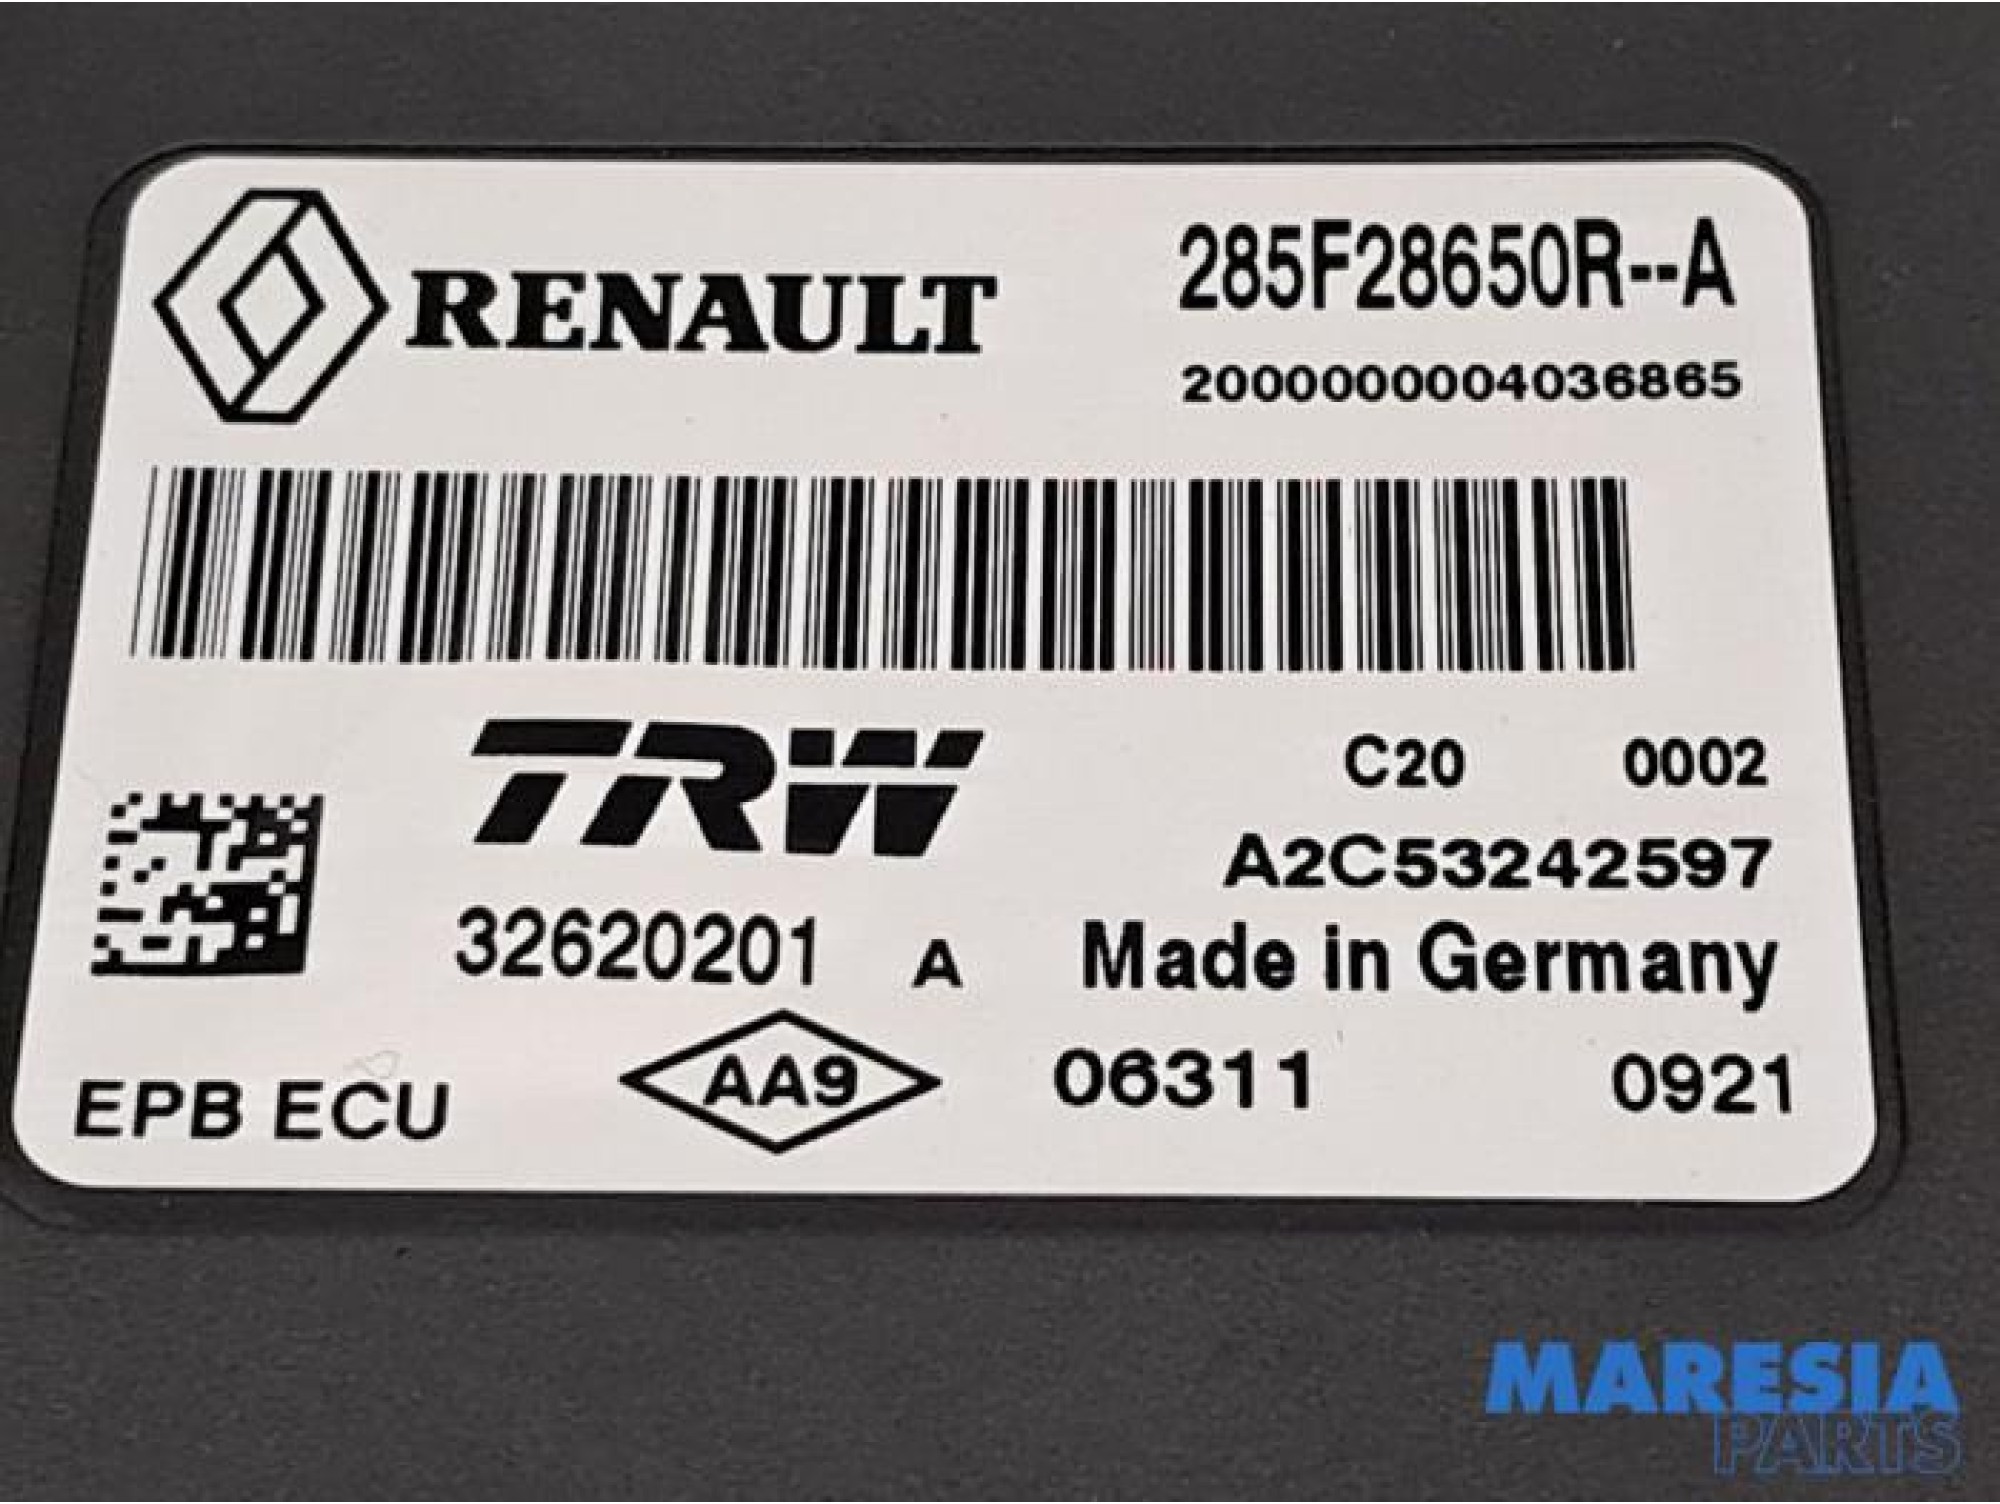 RENAULT
285F28650R--A
2000000004036865
TRW
C20 0002
A2C53242597
32620201 A
Made in Germany
EPB ECU
AA9
06311 0921
MARESIA
PARTS